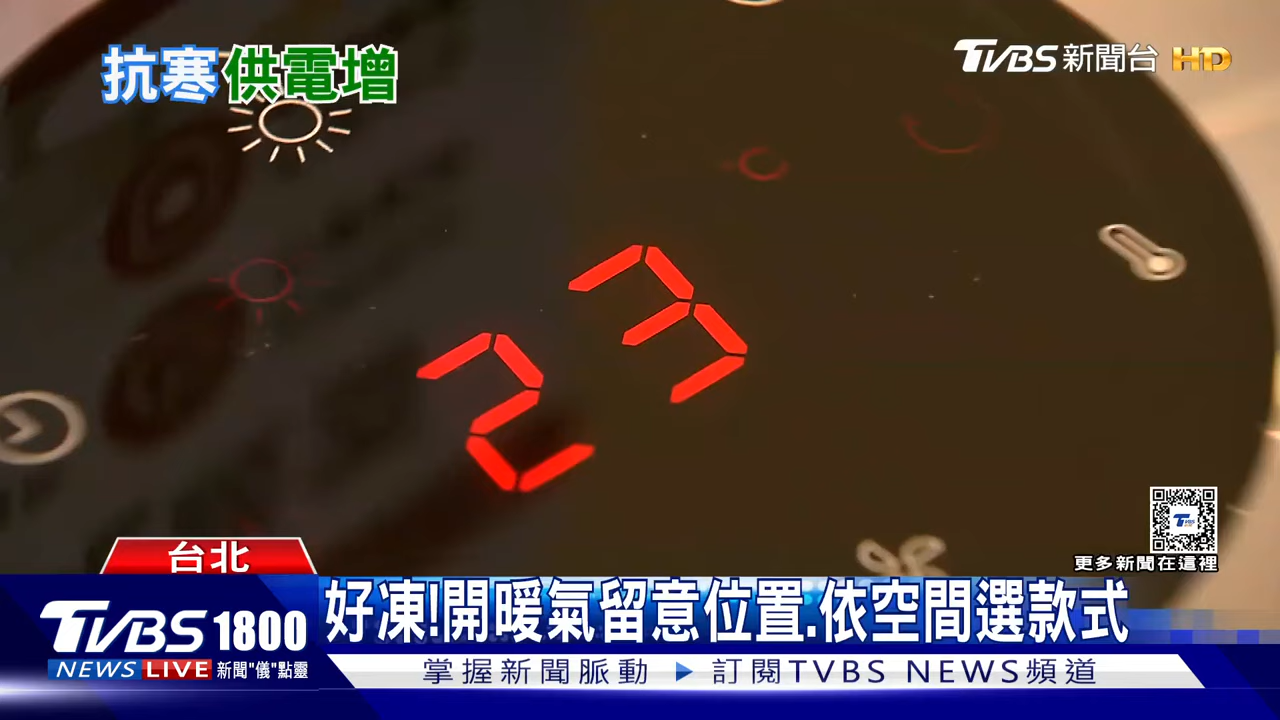 抗寒供電增
TVBS新聞台 HD
23
更多新聞在這裡
台北
TVBS 1800
NEWS LIVE 新聞"儀"點靈
好凍!開暖氣留意位置.依空間選款式
掌握新聞脈動 ▶ 訂閱TVBS NEWS頻道